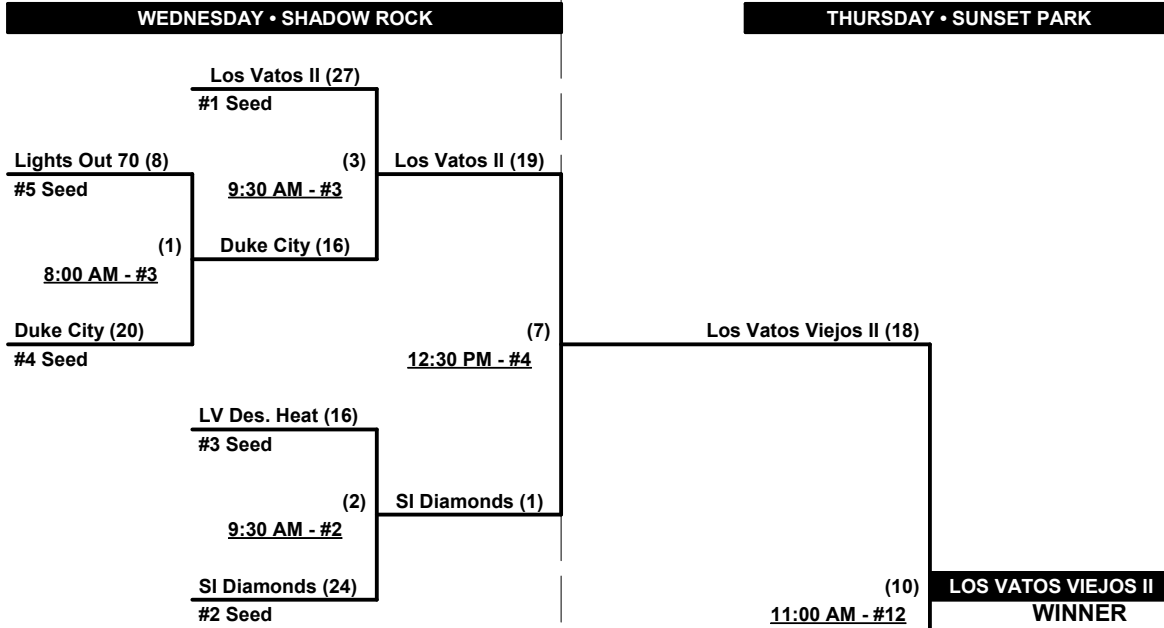 WEDNESDAY • SHADOW ROCK
THURSDAY • SUNSET PARK
Los Vatos II (27)
#1 Seed
Lights Out 70 (8)
#5 Seed
(3)
9:30 AM - #3
Los Vatos II (19)
(1)
8:00 AM - #3
Duke City (16)
Duke City (20)
#4 Seed
(7)
12:30 PM - #4
Los Vatos Viejos II (18)
LV Des. Heat (16)
#3 Seed
(2)
9:30 AM - #2
SI Diamonds (1)
SI Diamonds (24)
#2 Seed
(10)
11:00 AM - #12
LOS VATOS VIEJOS II
WINNER